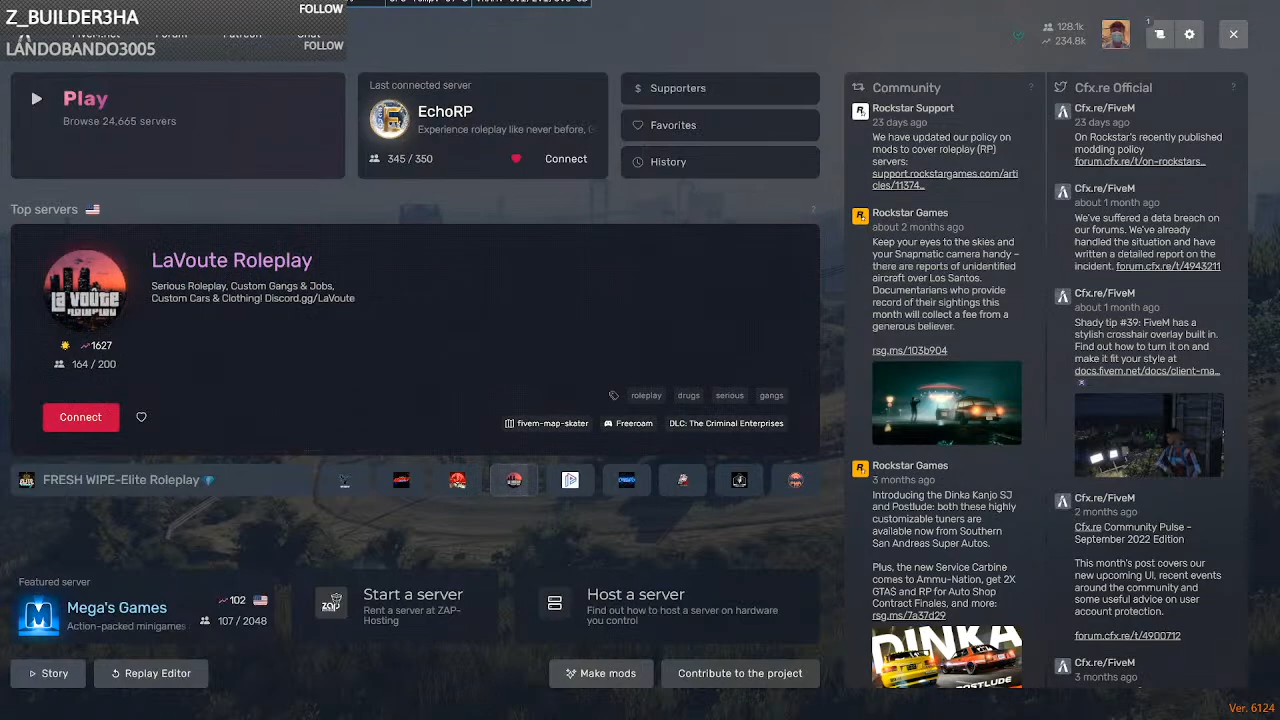 Z_BUILDER3HA
FOLLOW
LANDOBANDO3005
FOLLOW
128.1k
234.8k
1
Play
Browse 24,665 servers
Last connected server
EchoRP
Experience roleplay like never before,
345 / 350
Connect
$ Supporters
Favorites
History
Top servers
LaVoute Roleplay
Serious Roleplay, Custom Gangs & Jobs,
Custom Cars & Clothing! Discord.gg/LaVoute
LA VOUTE
ROLEPLAY
1627
164 / 200
Connect
roleplay
drugs
serious
gangs
fivem-map-skater
Freeroam
DLC: The Criminal Enterprises
FRESH WIPE-Elite Roleplay
Featured server
Mega's Games
Action-packed minigames
102
107 / 2048
ZAP
Start a server
Rent a server at ZAP-
Hosting
Host a server
Find out how to host a server on hardware
you control
Story
Replay Editor
Make mods
Contribute to the project
Community
?
Rockstar Support
23 days ago
We have updated our policy on
mods to cover roleplay (RP)
servers:
support.rockstargames.com/arti
cles/11374…
Rockstar Games
about 2 months ago
Keep your eyes to the skies and
your Snapmatic camera handy –
there are reports of unidentified
aircraft over Los Santos.
Documentarians who provide
record of their sightings this
month will collect a fee from a
generous believer.
rsg.ms/103b904
Rockstar Games
3 months ago
Introducing the Dinka Kanjo SJ
and Postlude: both these highly
customizable tuners are
available now from Southern
San Andreas Super Autos.
Plus, the new Service Carbine
comes to Ammu-Nation, get 2X
GTA$ and RP for Auto Shop
Contract Finales, and more:
rsg.ms/7a37d29
DINKA
POSTLUDE
Cfx.re Official
?
Cfx.re/FiveM
23 days ago
On Rockstar's recently published
modding policy
forum.cfx.re/t/on-rockstars…
Cfx.re/FiveM
about 1 month ago
We've suffered a data breach on
our forums. We've already
handled the situation and have
written a detailed report on the
incident. forum.cfx.re/t/4943211
Cfx.re/FiveM
about 1 month ago
Shady tip #39: FiveM has a
stylish crosshair overlay built in.
Find out how to turn it on and
make it fit your style at
docs.fivem.net/docs/client-ma…
Cfx.re/FiveM
2 months ago
Cfx.re Community Pulse –
September 2022 Edition
This month's post covers our
new upcoming UI, recent events
around the community and
some useful advice on user
account protection.
forum.cfx.re/t/4900712
Cfx.re/FiveM
3 months ago
Ver. 6124